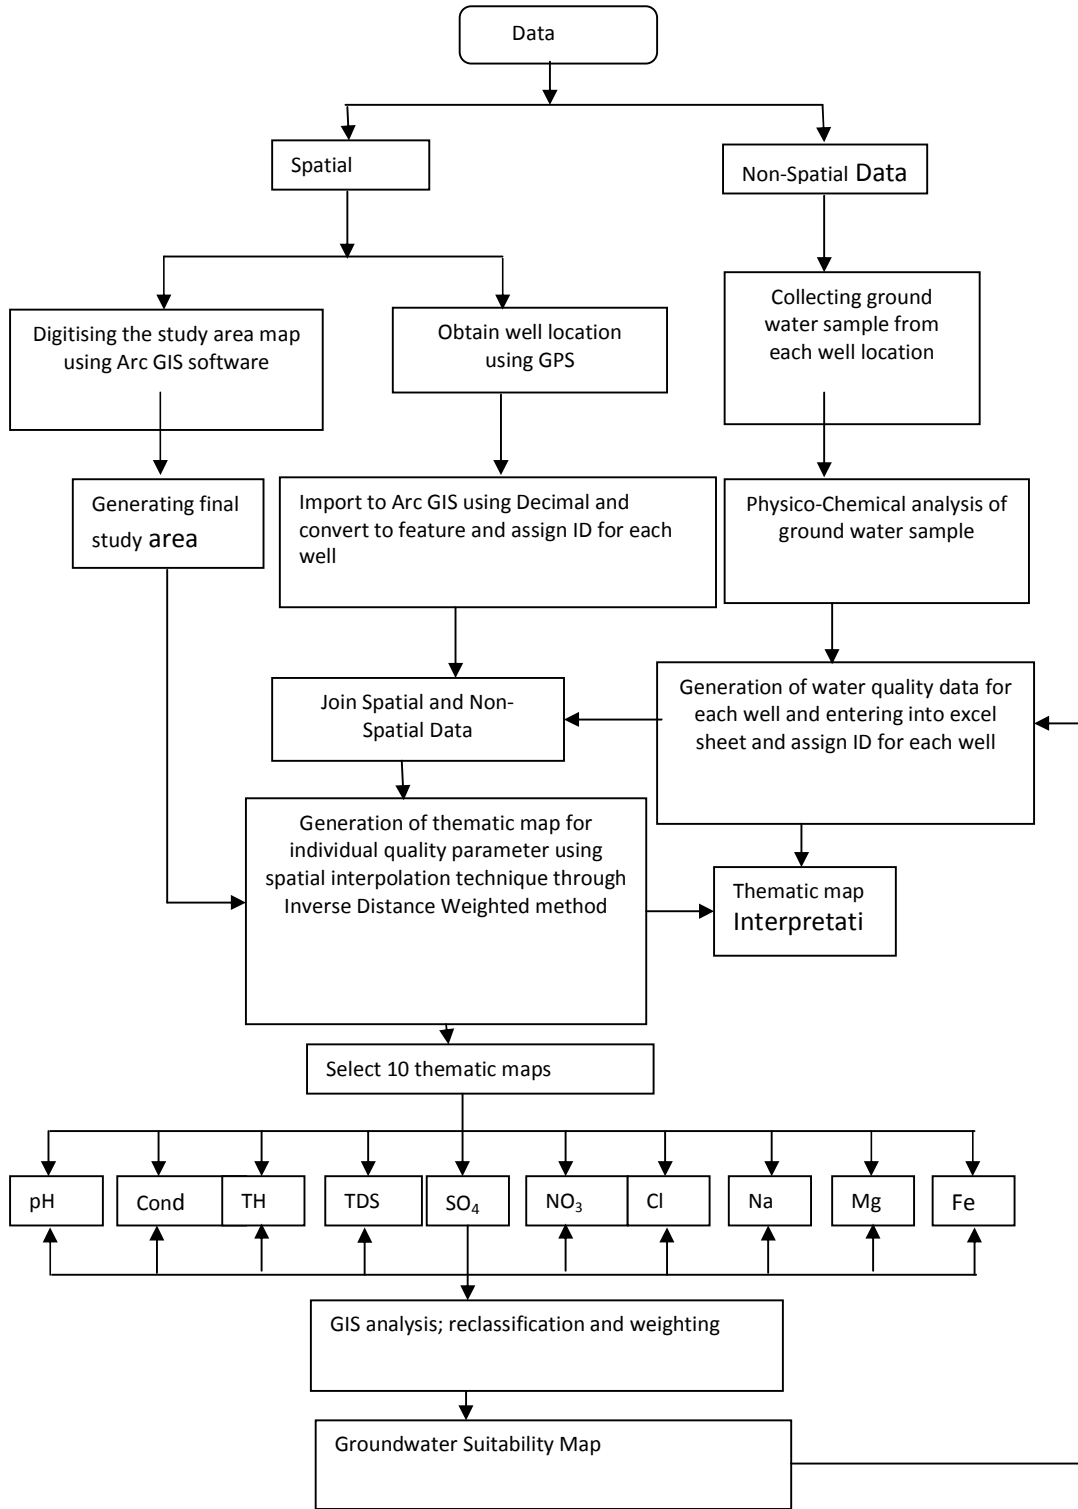 Data
Spatial
Non-Spatial Data
Digitising the study area map
using Arc GIS software
Obtain well location
using GPS
Collecting ground
water sample from
each well location
Generating final
study area
Import to Arc GIS using Decimal and
convert to feature and assign ID for each
well
Physico-Chemical analysis of
ground water sample
Join Spatial and Non-
Spatial Data
Generation of water quality data for
each well and entering into excel
sheet and assign ID for each well
Generation of thematic map for
individual quality parameter using
spatial interpolation technique through
Inverse Distance Weighted method
Thematic map
Interpretati
Select 10 thematic maps
pH
Cond
TH
TDS
SO₄
NO₃
Cl
Na
Mg
Fe
GIS analysis; reclassification and weighting
Groundwater Suitability Map